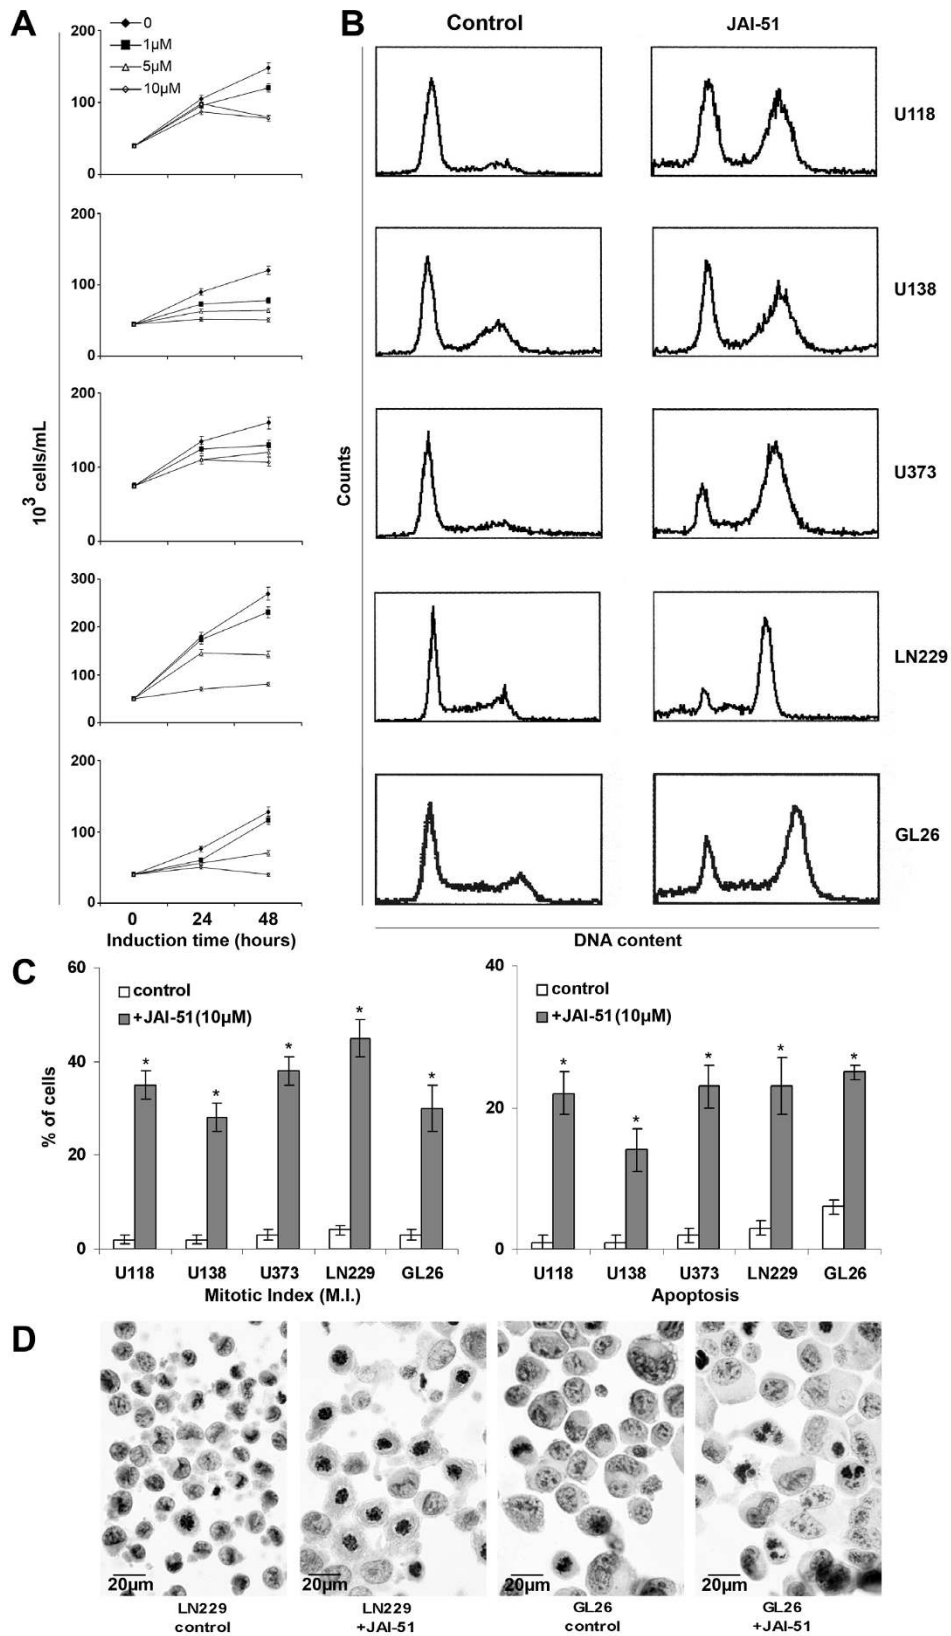 A
200
0
1µM
5µM
10µM
100
0
200
100
0
200
100
0
300
200
100
0
200
100
0
10³ cells/mL
0 24 48
Induction time (hours)
B
Control JAI-51
U118
U138
U373
LN229
GL26
Counts
DNA content
C
60
40
20
0
% of cells
control
+JAI-51(10µM)
* * * * *
U118 U138 U373 LN229 GL26
Mitotic Index (M.I.)
40
20
0
control
+JAI-51 (10µM)
* * * * *
U118 U138 U373 LN229 GL26
Apoptosis
D
20µm 20µm 20µm 20µm
LN229 LN229 GL26 GL26
control +JAI-51 control +JAI-51